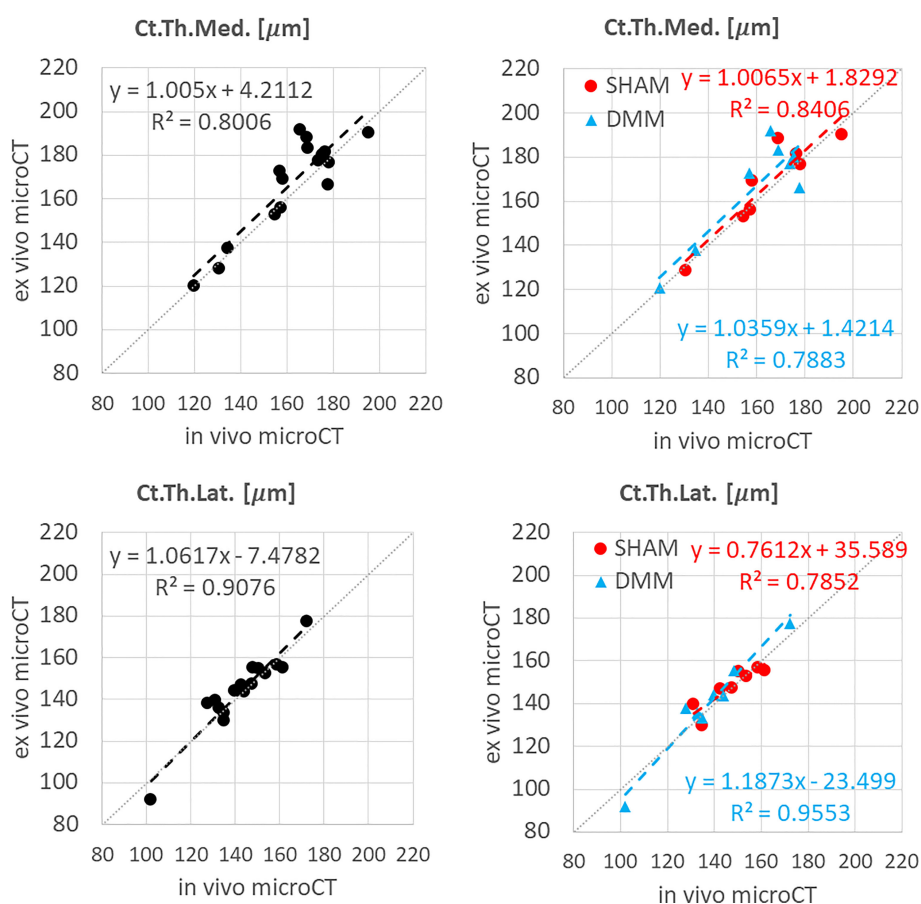 Ct.Th.Med. [μm]
y = 1.005x + 4.2112
R² = 0.8006
ex vivo microCT
220
200
180
160
140
120
100
80
80 100 120 140 160 180 200 220
in vivo microCT
Ct.Th.Med. [μm]
SHAM
DMM
y = 1.0065x + 1.8292
R² = 0.8406
y = 1.0359x + 1.4214
R² = 0.7883
ex vivo microCT
220
200
180
160
140
120
100
80
80 100 120 140 160 180 200 220
in vivo microCT
Ct.Th.Lat. [μm]
y = 1.0617x - 7.4782
R² = 0.9076
ex vivo microCT
220
200
180
160
140
120
100
80
80 100 120 140 160 180 200 220
in vivo microCT
Ct.Th.Lat. [μm]
SHAM
DMM
y = 0.7612x + 35.589
R² = 0.7852
y = 1.1873x - 23.499
R² = 0.9553
ex vivo microCT
220
200
180
160
140
120
100
80
80 100 120 140 160 180 200 220
in vivo microCT